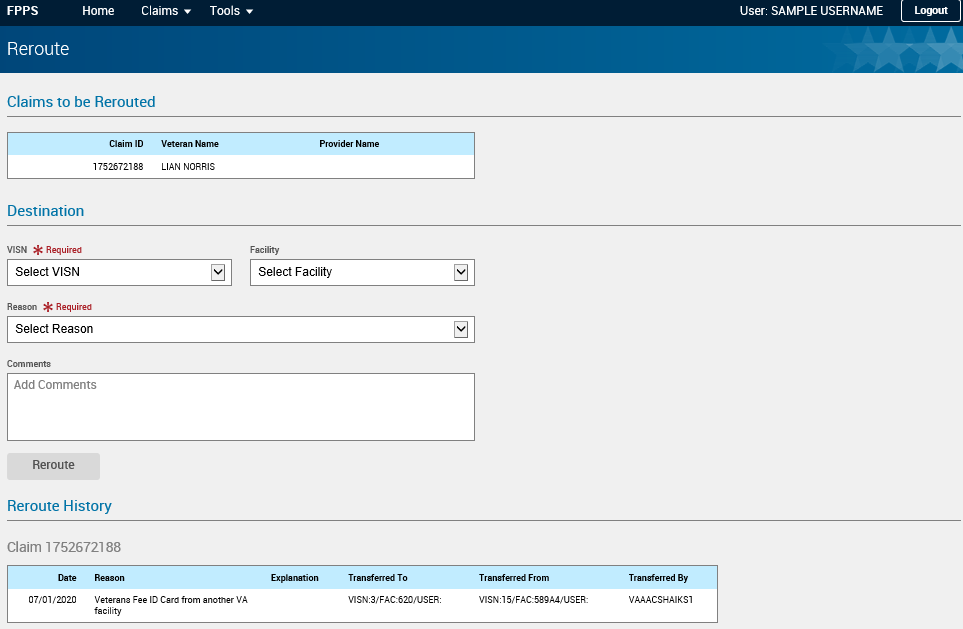 FPPS Home Claims Tools User: SAMPLE USERNAME Logout
Reroute
Claims to be Rerouted
Claim ID Veteran Name Provider Name
1752672188 LIAN NORRIS
Destination
VISN * Required Facility
Select VISN Select Facility
Reason * Required
Select Reason
Comments
Add Comments
Reroute
Reroute History
Claim 1752672188
Date Reason Explanation Transferred To Transferred From Transferred By
07/01/2020 Veterans Fee ID Card from another VA VISN:3/FAC:620/USER: VISN:15/FAC:589A4/USER: VAAACSHAIKS1
facility